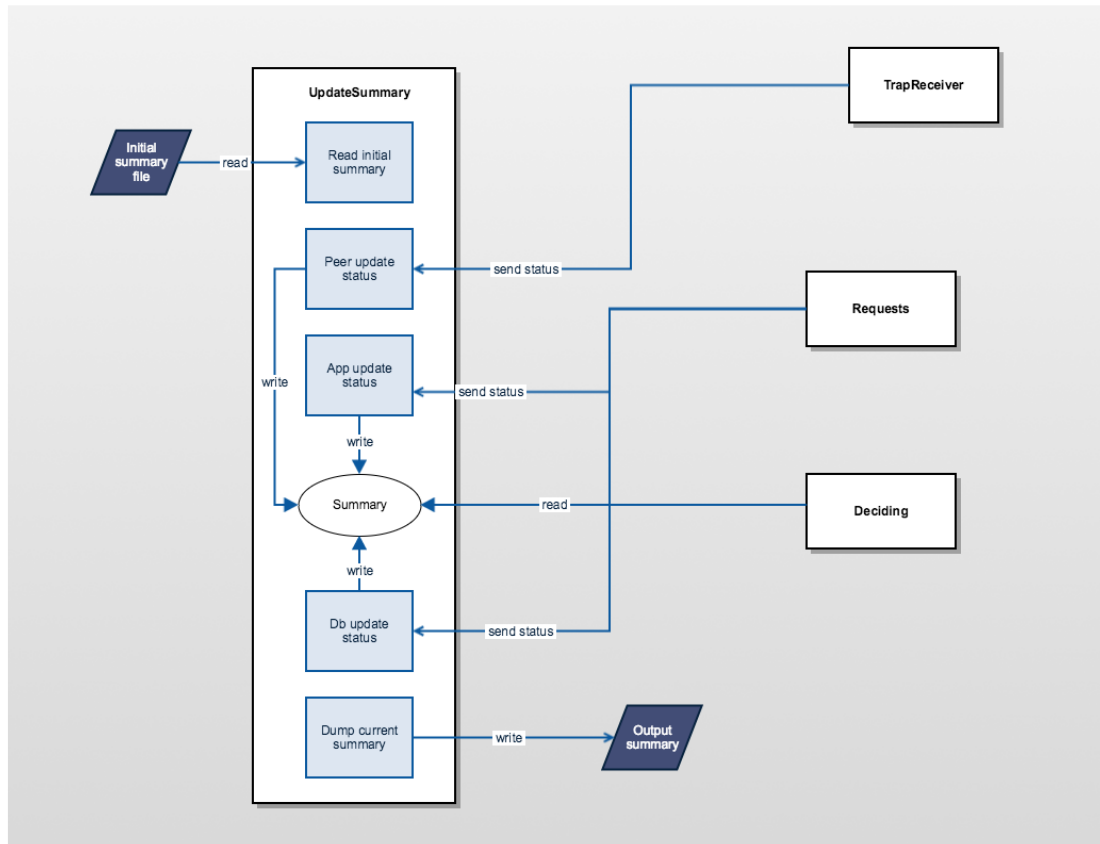 TrapReceiver
UpdateSummary
Initial
summary
file
read
Read initial
summary
Peer update
status
send status
Requests
App update
status
write
send status
write
Summary
read
Deciding
write
Db update
status
send status
Dump current
summary
write
Output
summary